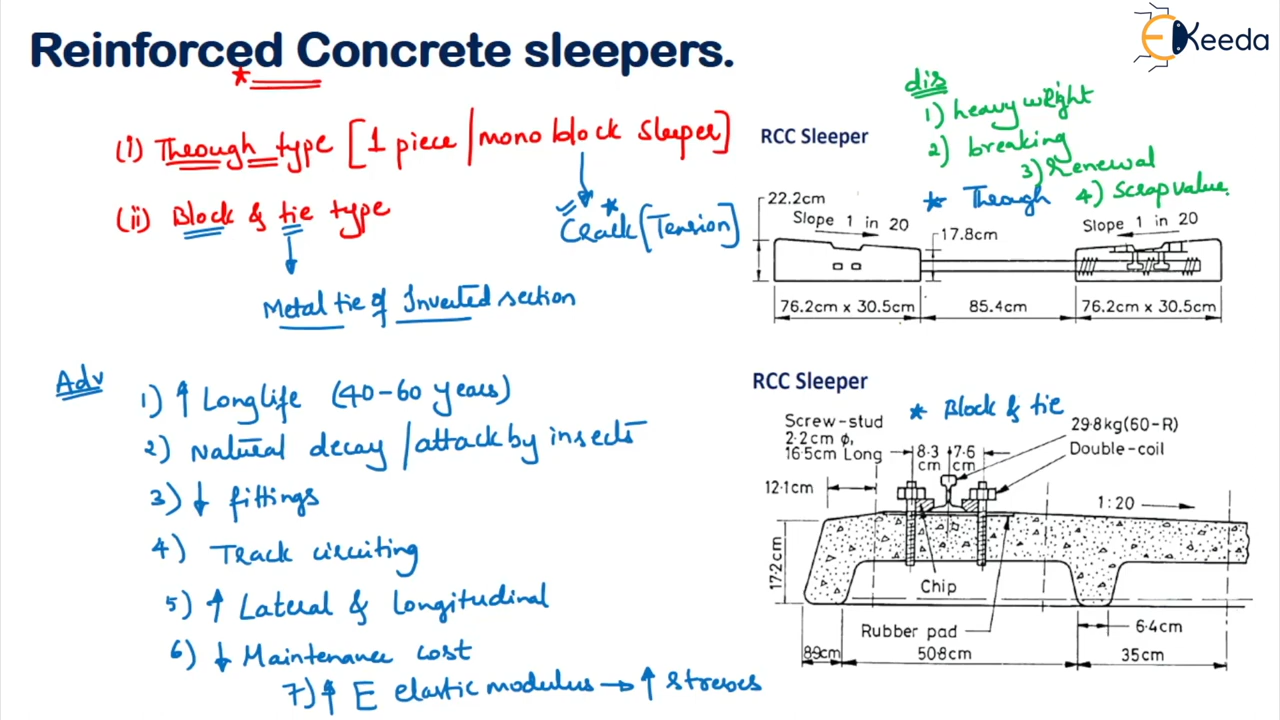 Reinforced Concrete sleepers.
EKeeda
(i) Through type [1 piece / mono block sleeper]
(ii) Block & tie type
Crack [Tension]
Metal tie of Inverted section
dis
1) heavy weight
2) breaking
3) Renewal
4) Scrap value
RCC Sleeper
* Through
22.2cm
Slope 1 in 20
17.8cm
Slope 1 in 20
76.2cm x 30.5cm
85.4cm
76.2cm x 30.5cm
Adv
1) ↑ Long life (40-60 years)
2) Natural decay / attack by insects
3) ↓ fittings
4) Track circuiting
5) ↑ Lateral & longitudinal
6) ↓ Maintenance cost
7) ↑ E elastic modulus → ↑ stresses
RCC Sleeper
* Block & tie
Screw-stud
2·2cm φ,
16·5cm Long
8·3 cm
7·6 cm
29·8kg(60-R)
Double-coil
12·1cm
1:20
17·2cm
Chip
Rubber pad
6·4cm
8·9cm
50·8cm
35cm